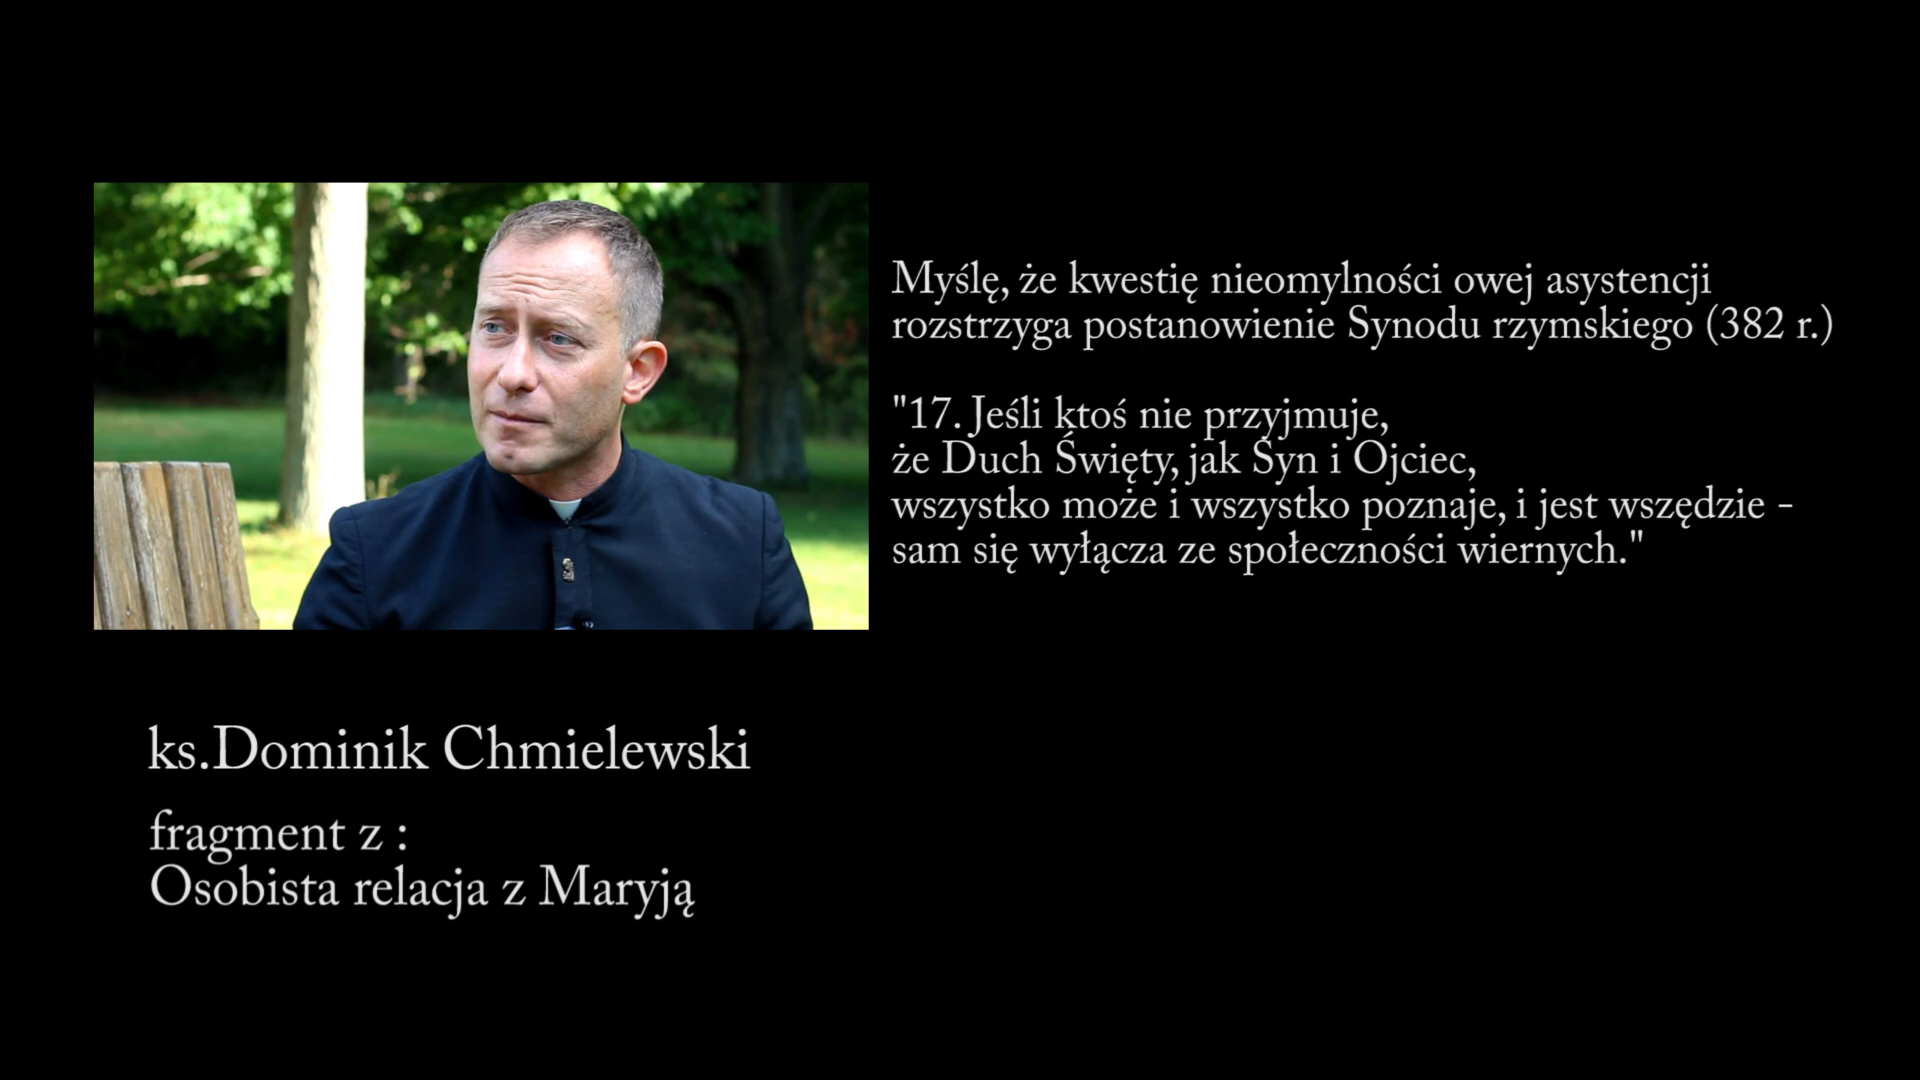 Myślę, że kwestię nieomylności owej asystencji
rozstrzyga postanowienie Synodu rzymskiego (382 r.)
"17. Jeśli ktoś nie przyjmuje,
że Duch Święty, jak Syn i Ojciec,
wszystko może i wszystko poznaje, i jest wszędzie -
sam się wyłącza ze społeczności wiernych."
ks.Dominik Chmielewski
fragment z :
Osobista relacja z Maryją